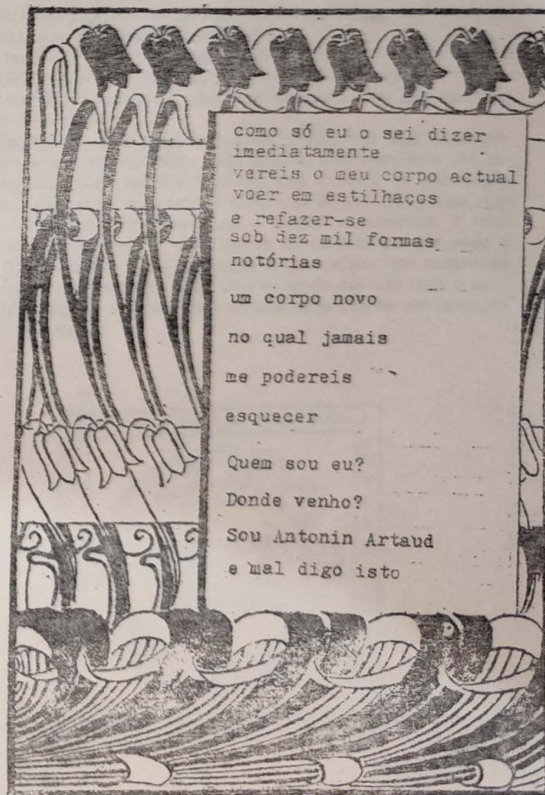 como só eu o sei dizer
imediatamente
vereis o meu corpo actual
voar em estilhaços
e refazer-se
sob dez mil formas
notórias
um corpo novo
no qual jamais
me podereis
esquecer
Quem sou eu?
Donde venho?
Sou Antonin Artaud
e mal digo isto